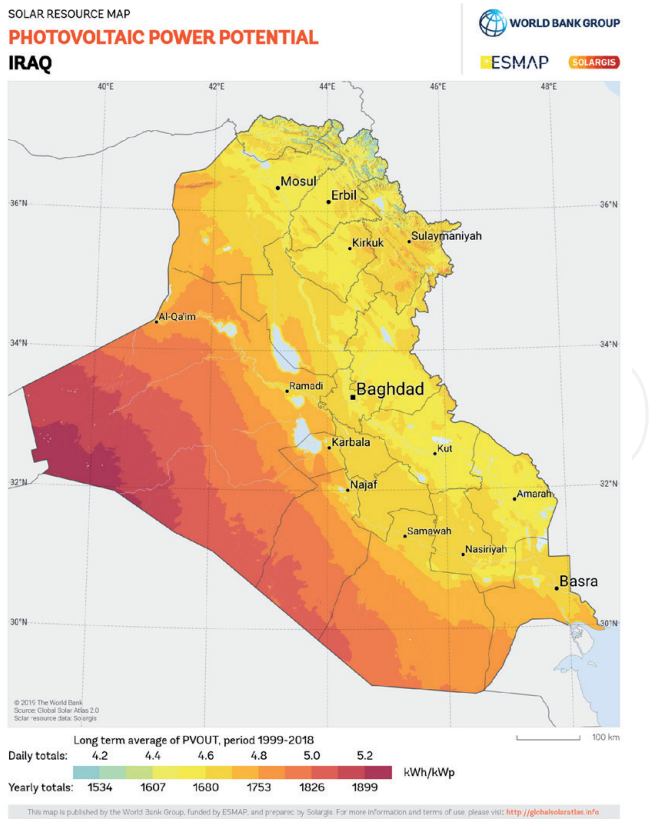 SOLAR RESOURCE MAP
PHOTOVOLTAIC POWER POTENTIAL
IRAQ
WORLD BANK GROUP
ESMAP
SOLARGIS
40°E 42°E 44°E 46°E 48°E
Mosul
Erbil
36°N 36°N
Sulaymaniyah
Kirkuk
Al-Qa'im
34°N 34°N
Ramadi
Baghdad
Karbala
Kut
Najaf
32°N 32°N
Amarah
Samawah
Nasiriyah
Basra
30°N 30°N
© 2019 The World Bank
Source: Global Solar Atlas 2.0
Solar resource data: Solargis
100 km
Long term average of PVOUT, period 1999-2018
Daily totals: 4.2 4.4 4.6 4.8 5.0 5.2
kWh/kWp
Yearly totals: 1534 1607 1680 1753 1826 1899
This map is published by the World Bank Group, funded by ESMAP, and prepared by Solargis. For more information and terms of use, please visit http://globalsolaratlas.info